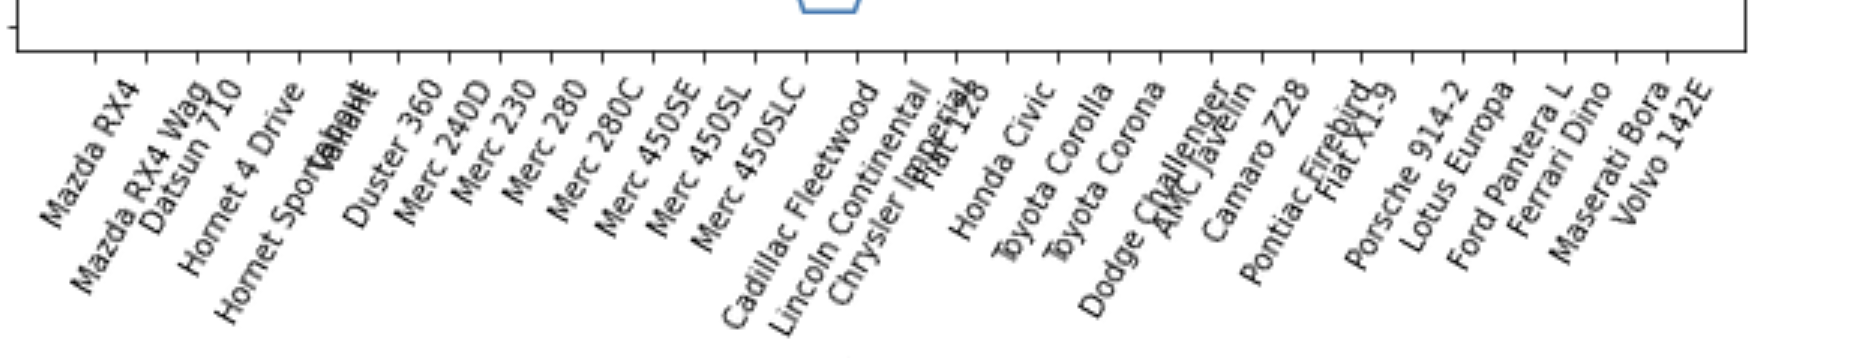 Mazda RX4
Mazda RX4 Wag
Datsun 710
Hornet 4 Drive
Hornet Sportabout
Valiant
Duster 360
Merc 240D
Merc 230
Merc 280
Merc 280C
Merc 450SE
Merc 450SL
Merc 450SLC
Cadillac Fleetwood
Lincoln Continental
Chrysler Imperial
Fiat 128
Honda Civic
Toyota Corolla
Toyota Corona
Dodge Challenger
AMC Javelin
Camaro Z28
Pontiac Firebird
Fiat X1-9
Porsche 914-2
Lotus Europa
Ford Pantera L
Ferrari Dino
Maserati Bora
Volvo 142E